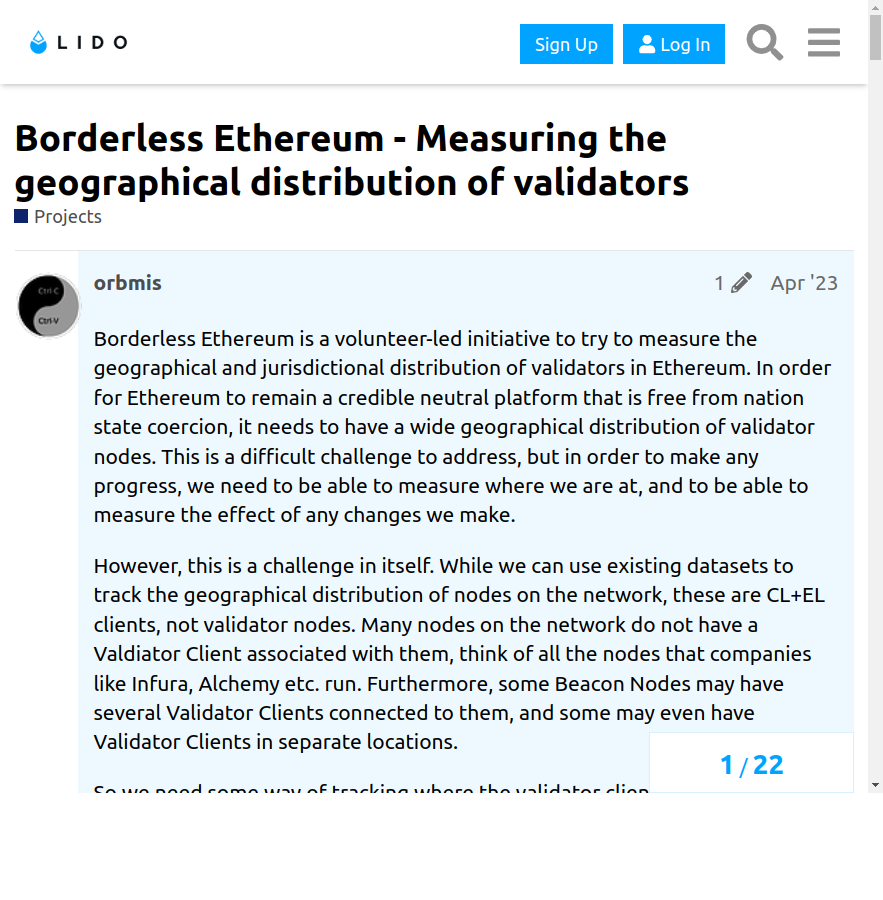 LIDO
Sign Up
Log In
Borderless Ethereum - Measuring the
geographical distribution of validators
Projects
Ctrl-C
Ctrl-V
orbmis
1
Apr '23
Borderless Ethereum is a volunteer-led initiative to try to measure the
geographical and jurisdictional distribution of validators in Ethereum. In order
for Ethereum to remain a credible neutral platform that is free from nation
state coercion, it needs to have a wide geographical distribution of validator
nodes. This is a difficult challenge to address, but in order to make any
progress, we need to be able to measure where we are at, and to be able to
measure the effect of any changes we make.
However, this is a challenge in itself. While we can use existing datasets to
track the geographical distribution of nodes on the network, these are CL+EL
clients, not validator nodes. Many nodes on the network do not have a
Valdiator Client associated with them, think of all the nodes that companies
like Infura, Alchemy etc. run. Furthermore, some Beacon Nodes may have
several Validator Clients connected to them, and some may even have
Validator Clients in separate locations.
So we need some way of tracking where the validator clien
1 / 22